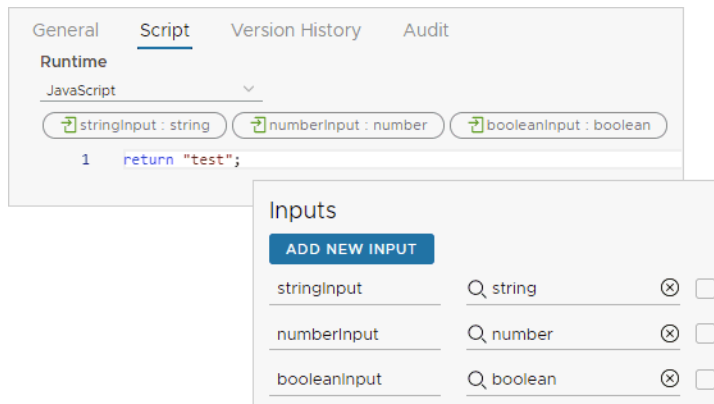 General Script Version History Audit
Runtime
JavaScript
stringInput : string numberInput : number booleanInput : boolean
1 return "test";
Inputs
ADD NEW INPUT
stringInput string
numberInput number
booleanInput boolean